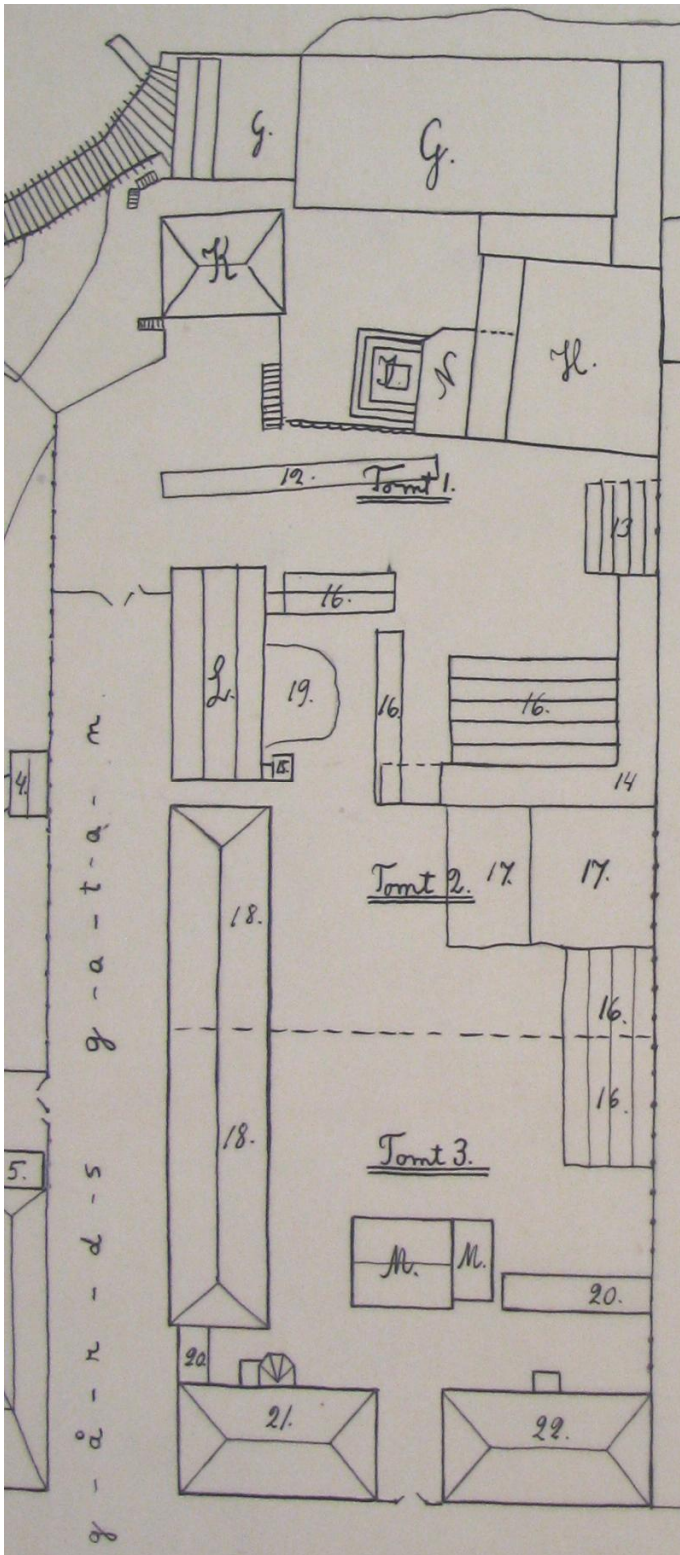 G.
G.
K
J.
N
H.
12.
Tomt 1.
13
16.
L.
19.
16.
16.
15.
14
4.
Tomt 2.
17.
17.
18.
16.
16.
18.
Tomt 3.
5.
M.
M.
20.
20
21.
22.
g-å-r-d-s g-a-t-a-n